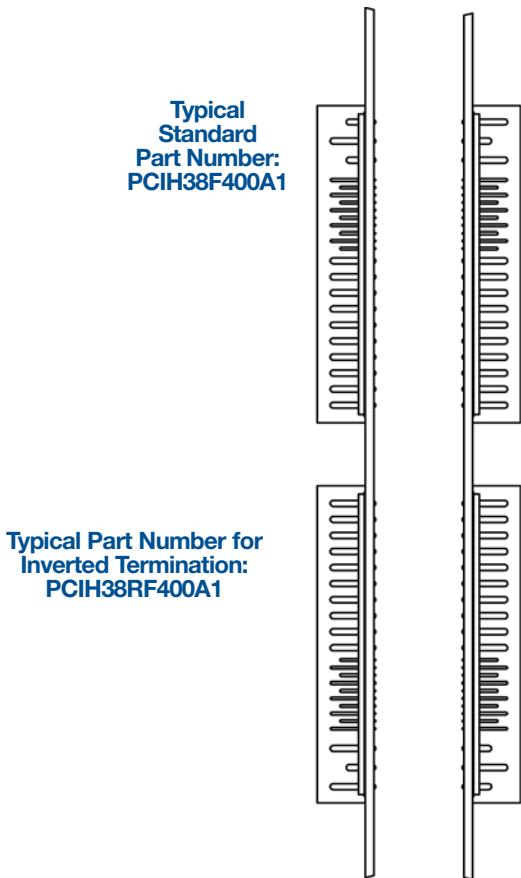 Typical
Standard
Part Number:
PCIH38F400A1
Typical Part Number for
Inverted Termination:
PCIH38RF400A1